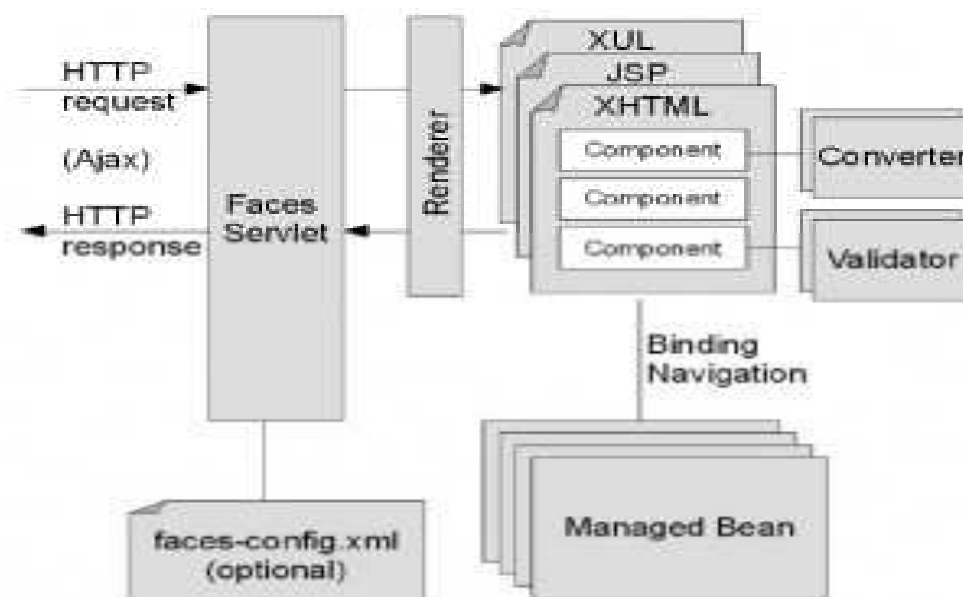 HTTP
request
(Ajax)
HTTP
response
Faces
Servlet
Renderer
XUL
JSP
XHTML
Component
Component
Component
Converter
Validator
Binding
Navigation
Managed Bean
faces-config.xml
(optional)